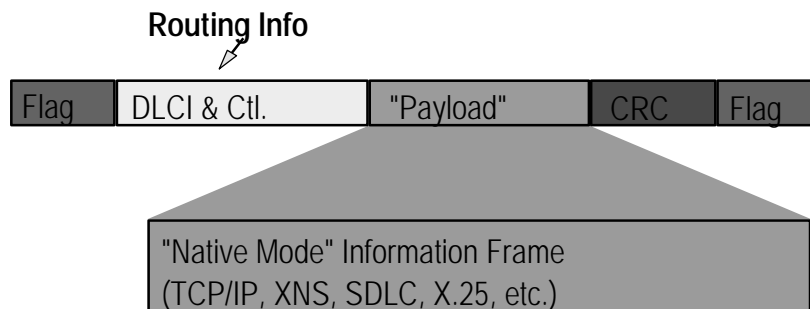 Routing Info
Flag DLCI & Ctl. "Payload" CRC Flag
"Native Mode" Information Frame
(TCP/IP, XNS, SDLC, X.25, etc.)